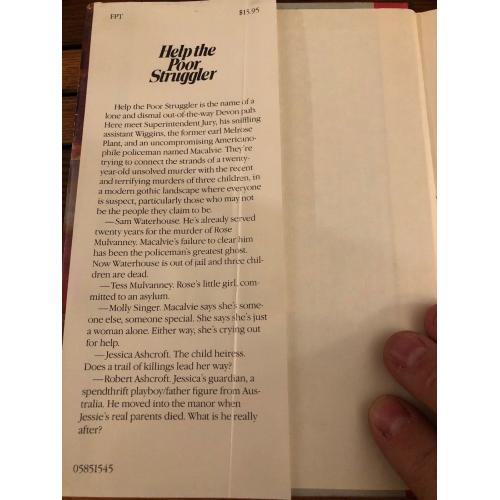 FPT $15.95
Help the
Poor
Struggler
Help the Poor Struggler is the name of a
lone and dismal out-of-the-way Devon pub.
Here meet Superintendent Jury, his sniffling
assistant Wiggins, the former earl Melrose
Plant, and an uncompromising Americano-
phile policeman named Macalvie. They're
trying to connect the strands of a twenty-
year-old unsolved murder with the recent
and terrifying murders of three children, in
a modern gothic landscape where everyone
is suspect, particularly those who may not
be the people they claim to be.
—Sam Waterhouse. He's already served
twenty years for the murder of Rose
Mulvanney. Macalvie's failure to clear him
has been the policeman's greatest ghost.
Now Waterhouse is out of jail and three chil-
dren are dead.
—Tess Mulvanney. Rose's little girl, com-
mitted to an asylum.
—Molly Singer. Macalvie says she's some-
one else, someone special. She says she's just
a woman alone. Either way, she's crying out
for help.
—Jessica Ashcroft. The child heiress.
Does a trail of killings lead her way?
—Robert Ashcroft. Jessica's guardian, a
spendthrift playboy/father figure from Aus-
tralia. He moved into the manor when
Jessie's real parents died. What is he really
after?
05851545